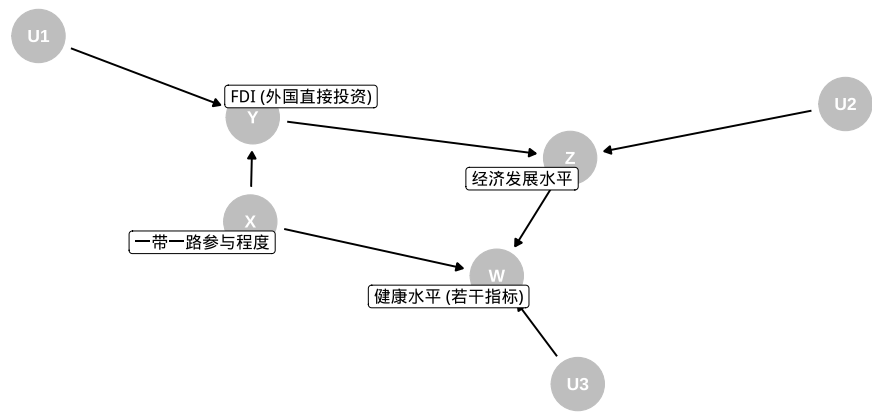 U1
FDI (外国直接投资)
Y
U2
Z
经济发展水平
X
一带一路参与程度
W
健康水平 (若干指标)
U3